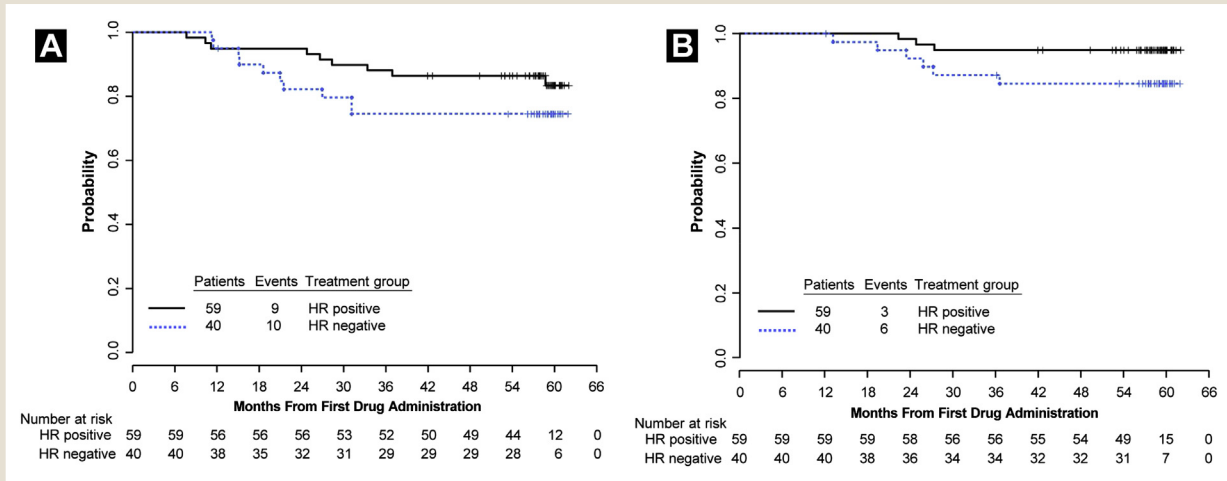 A
1.0
0.8
0.6
0.4
0.2
0.0
Probability
Patients Events Treatment group
59 9 HR positive
40 10 HR negative
0 6 12 18 24 30 36 42 48 54 60 66
Months From First Drug Administration
Number at risk
HR positive 59 59 56 56 56 53 52 50 49 44 12 0
HR negative 40 40 38 35 32 31 29 29 29 28 6 0
B
1.0
0.8
0.6
0.4
0.2
0.0
Probability
Patients Events Treatment group
59 3 HR positive
40 6 HR negative
0 6 12 18 24 30 36 42 48 54 60 66
Months From First Drug Administration
Number at risk
HR positive 59 59 59 59 58 56 56 55 54 49 15 0
HR negative 40 40 40 38 36 34 34 32 32 31 7 0